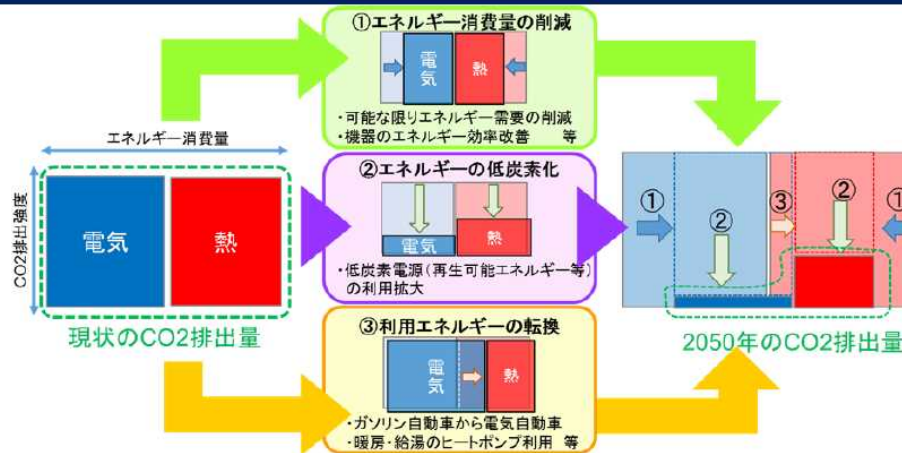 ①エネルギー消費量の削減
電気
熱
・可能な限りエネルギー需要の削減
・機器のエネルギー効率改善 等
エネルギー消費量
CO2排出強度
電気
熱
現状のCO2排出量
②エネルギーの低炭素化
電気
熱
・低炭素電源(再生可能エネルギー等)
の利用拡大
③利用エネルギーの転換
電気
熱
・ガソリン自動車から電気自動車
・暖房・給湯のヒートポンプ利用 等
①
②
③
②
①
2050年のCO2排出量